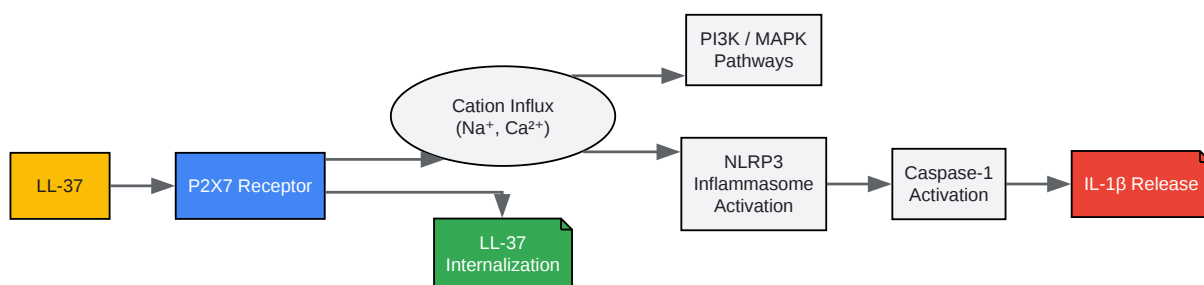 PI3K / MAPK
Pathways
Cation Influx
(Na⁺, Ca²⁺)
LL-37
P2X7 Receptor
NLRP3
Inflammasome
Activation
Caspase-1
Activation
IL-1β Release
LL-37
Internalization